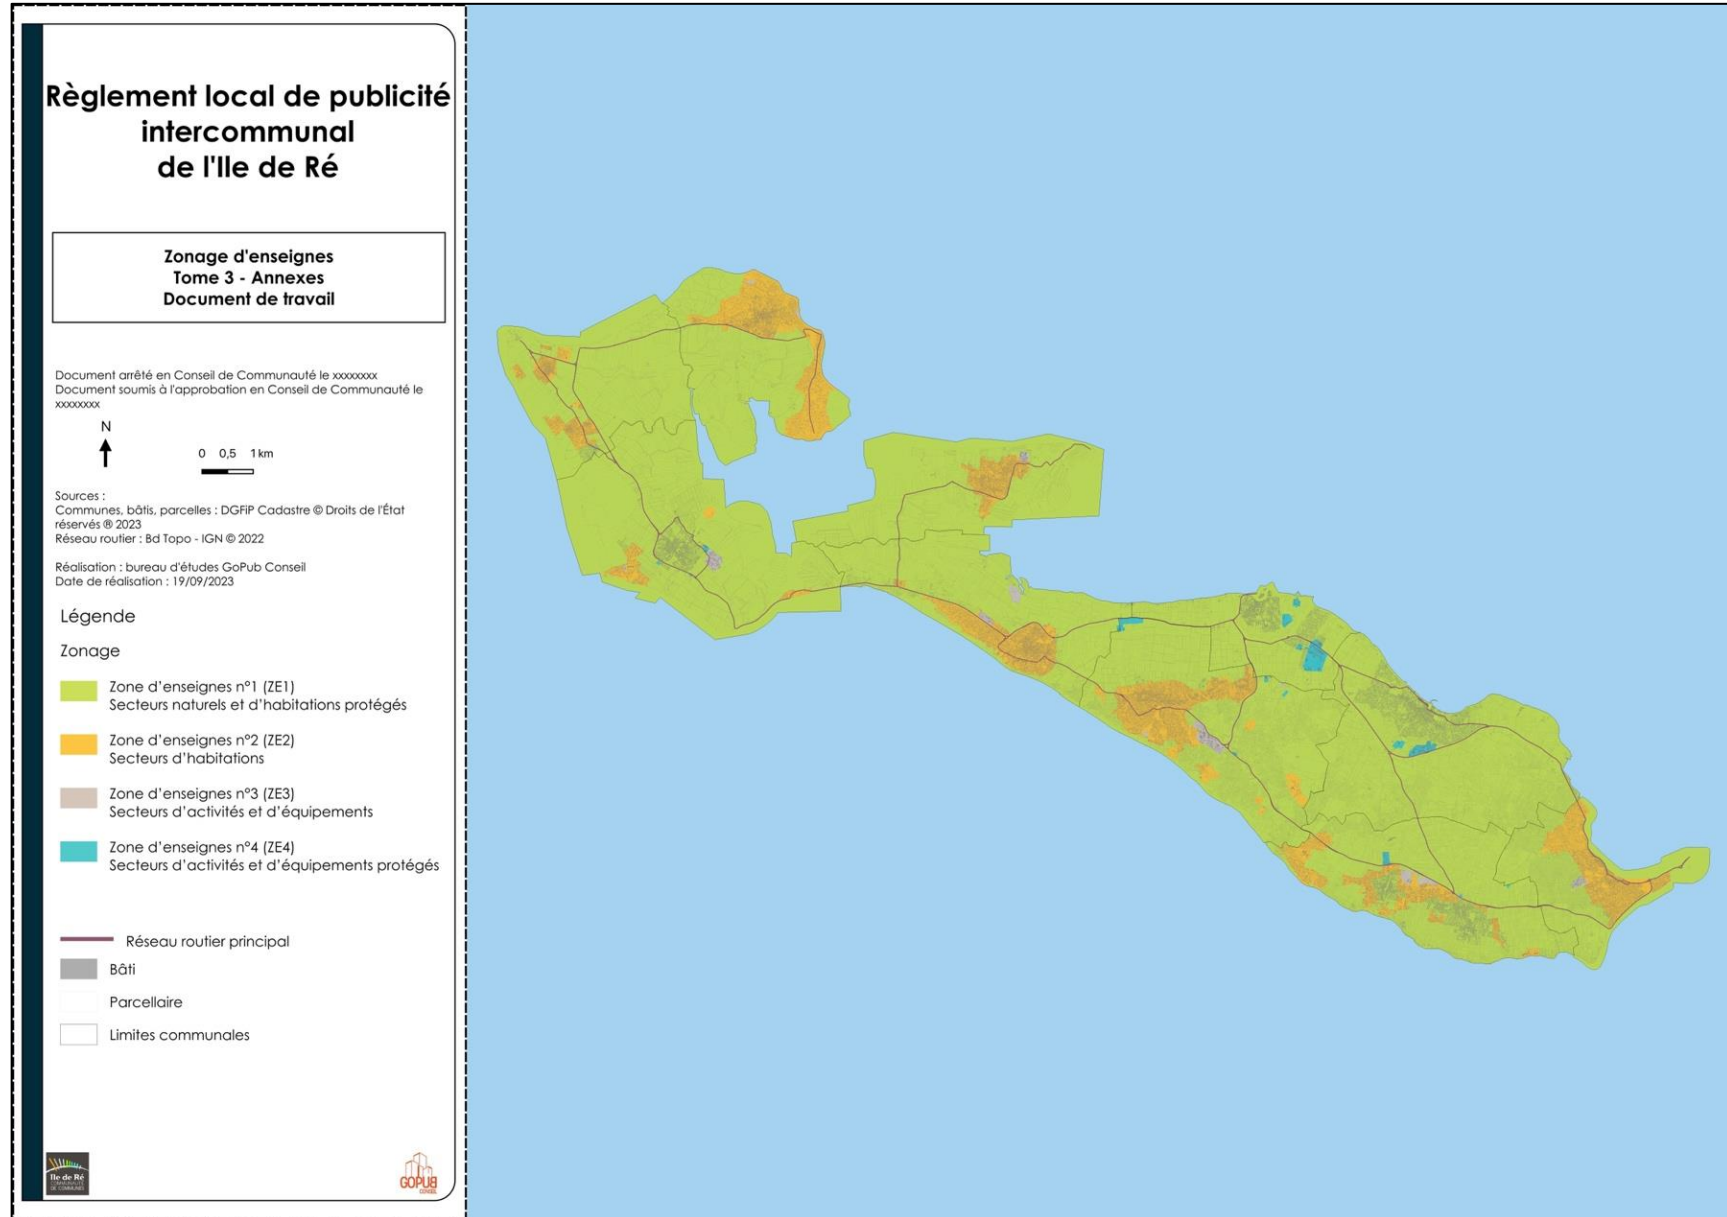 Règlement local de publicité
intercommunal
de l'Ile de Ré
Zonage d'enseignes
Tome 3 - Annexes
Document de travail
Document arrêté en Conseil de Communauté le xxxxxxxx
Document soumis à l'approbation en Conseil de Communauté le
xxxxxxxx
N
0 0,5 1 km
Sources :
Communes, bâtis, parcelles : DGFiP Cadastre © Droits de l'État
réservés ® 2023
Réseau routier : Bd Topo - IGN © 2022
Réalisation : bureau d'études GoPub Conseil
Date de réalisation : 19/09/2023
Légende
Zonage
Zone d'enseignes n°1 (ZE1)
Secteurs naturels et d'habitations protégés
Zone d'enseignes n°2 (ZE2)
Secteurs d'habitations
Zone d'enseignes n°3 (ZE3)
Secteurs d'activités et d'équipements
Zone d'enseignes n°4 (ZE4)
Secteurs d'activités et d'équipements protégés
Réseau routier principal
Bâti
Parcellaire
Limites communales
Ile de Ré
COMMUNAUTÉ
DE COMMUNES
GOPUB
CONSEIL